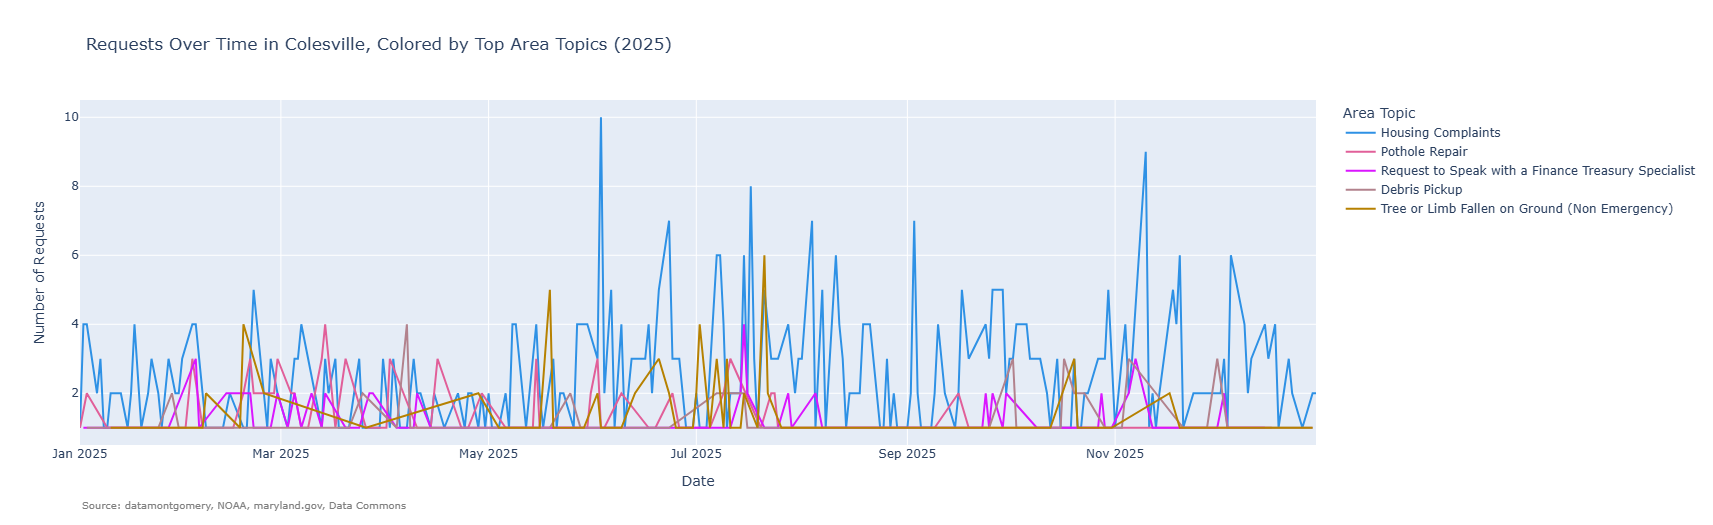 Requests Over Time in Colesville, Colored by Top Area Topics (2025)
Area Topic
Housing Complaints
Pothole Repair
Request to Speak with a Finance Treasury Specialist
Debris Pickup
Tree or Limb Fallen on Ground (Non Emergency)
Number of Requests
10
8
6
4
2
Jan 2025 Mar 2025 May 2025 Jul 2025 Sep 2025 Nov 2025
Date
Source: datamontgomery, NOAA, maryland.gov, Data Commons